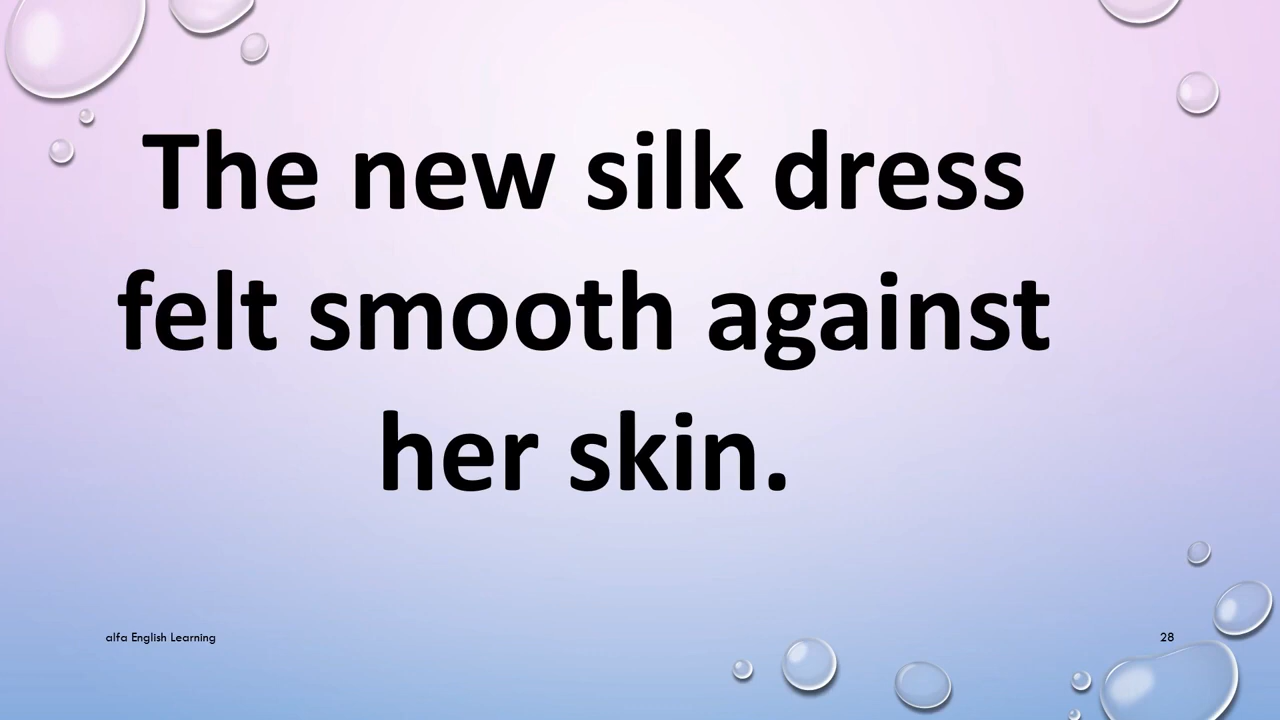 The new silk dress
felt smooth against
her skin.
alfa English Learning
28